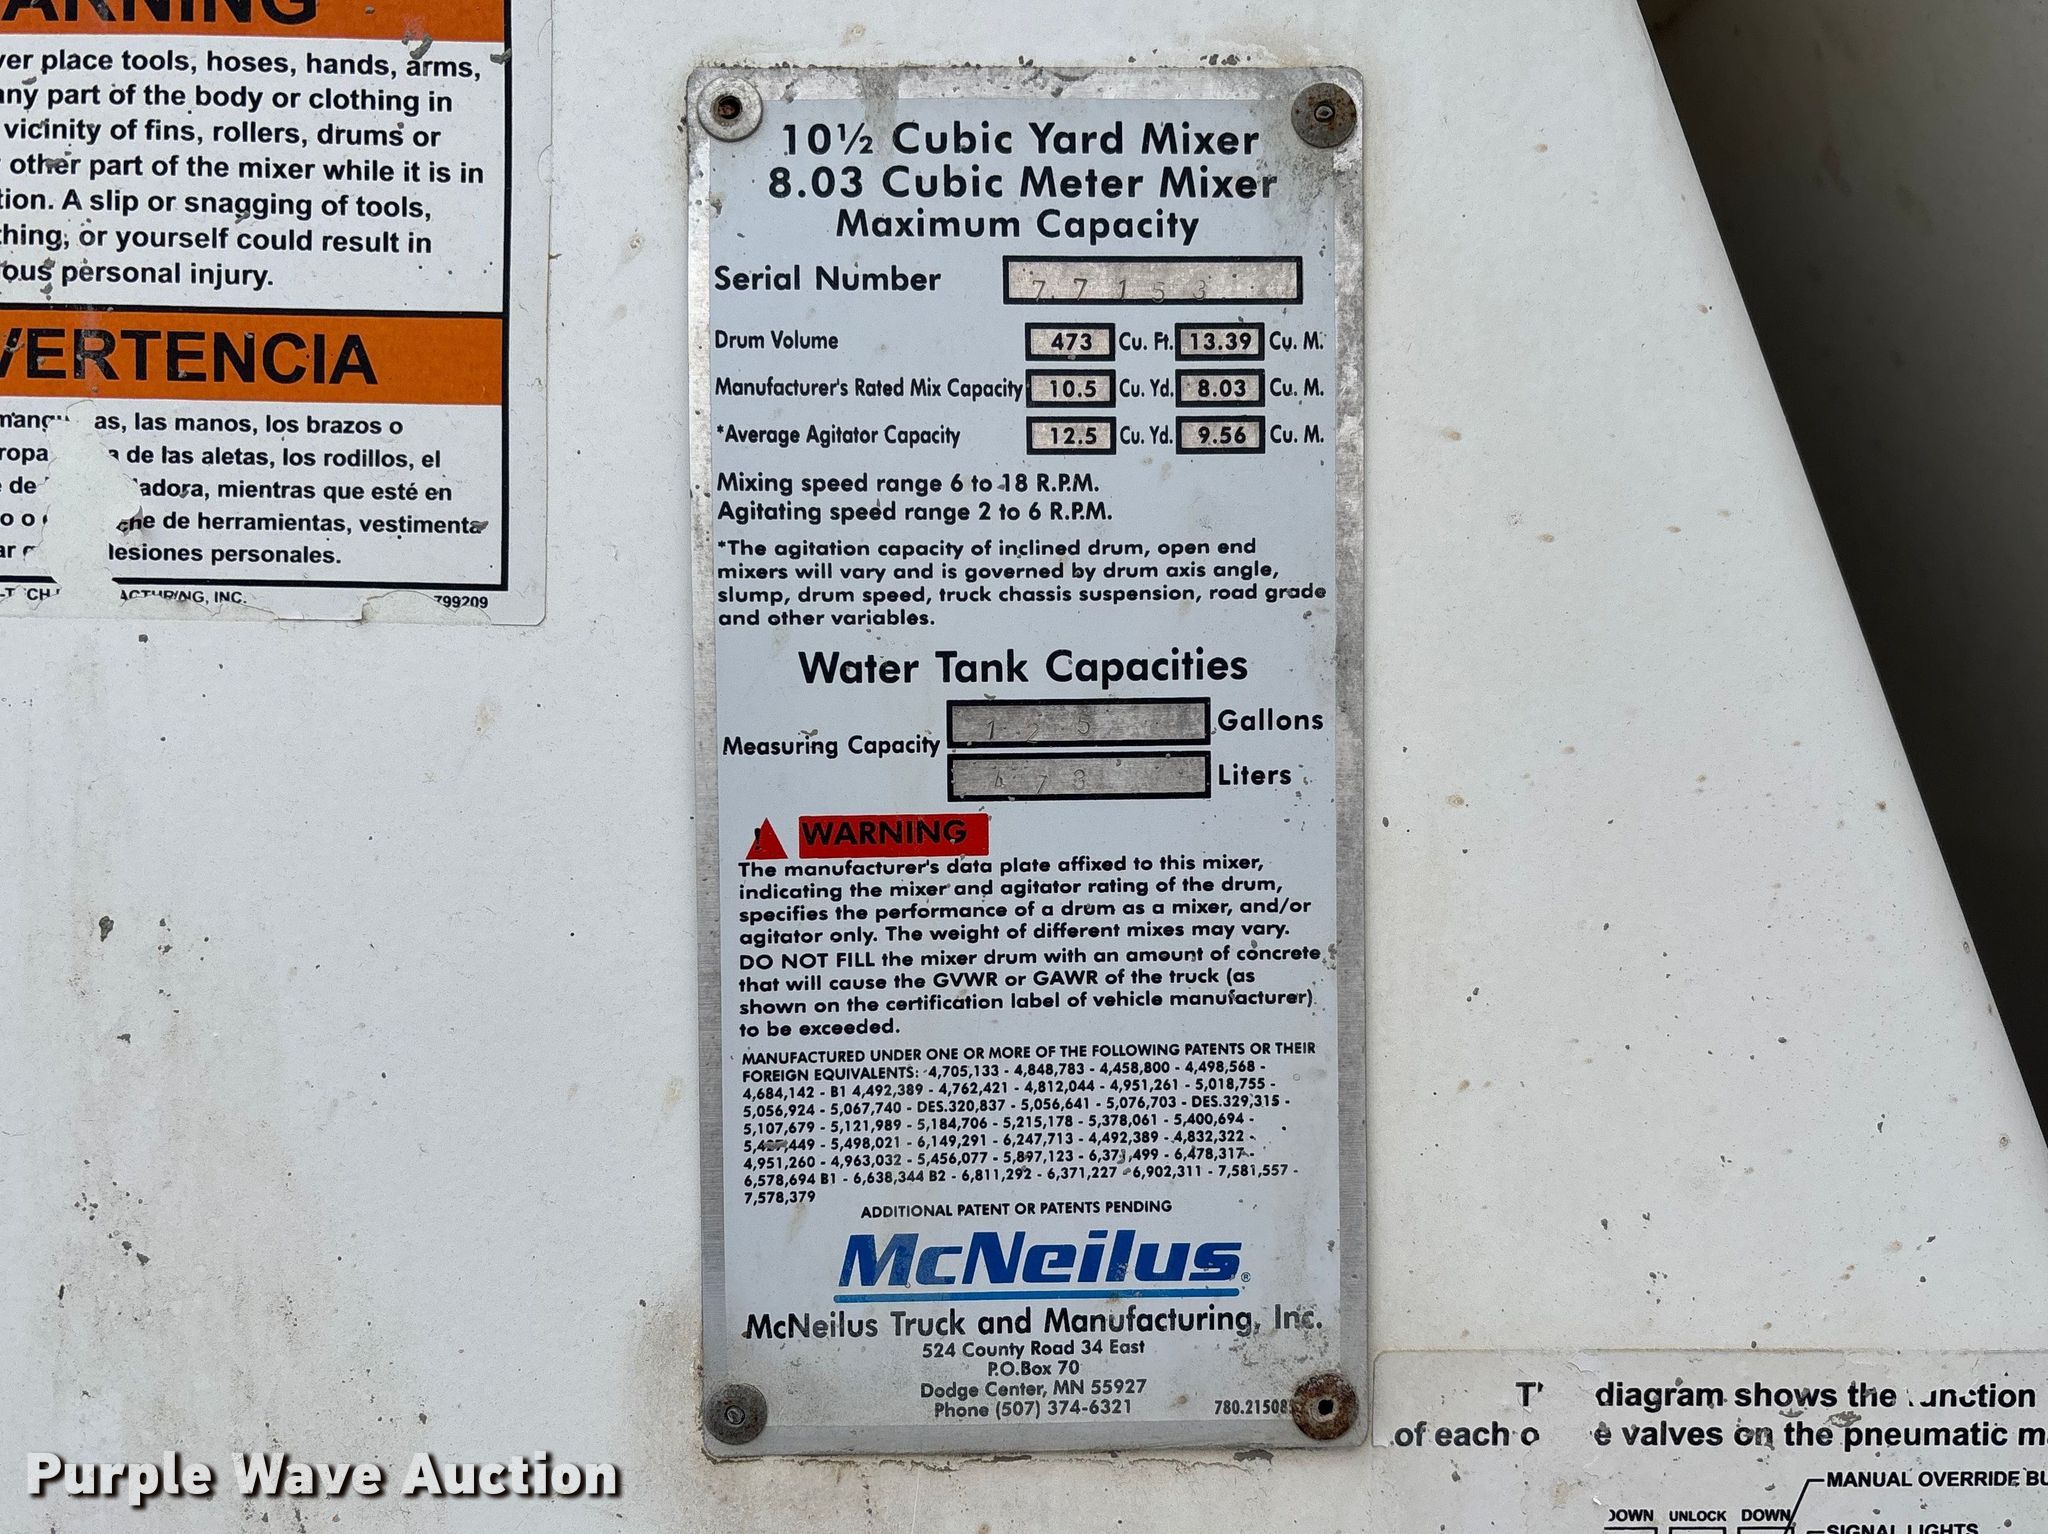 ARNING
ver place tools, hoses, hands, arms,
any part of the body or clothing in
vicinity of fins, rollers, drums or
other part of the mixer while it is in
tion. A slip or snagging of tools,
thing, or yourself could result in
ous personal injury.
VERTENCIA
as, las manos, los brazos o
ropa a de las aletas, los rodillos, el
de adora, mientras que esté en
o o che de herramientas, vestimenta
ar lesiones personales.
ACTURING, INC. 799209
10½ Cubic Yard Mixer
8.03 Cubic Meter Mixer
Maximum Capacity
Serial Number 77153
Drum Volume 473 Cu. Ft. 13.39 Cu. M.
Manufacturer's Rated Mix Capacity 10.5 Cu. Yd. 8.03 Cu. M.
*Average Agitator Capacity 12.5 Cu. Yd. 9.56 Cu. M.
Mixing speed range 6 to 18 R.P.M.
Agitating speed range 2 to 6 R.P.M.
*The agitation capacity of inclined drum, open end
mixers will vary and is governed by drum axis angle,
slump, drum speed, truck chassis suspension, road grade
and other variables.
Water Tank Capacities
Measuring Capacity 125 Gallons
473 Liters
! WARNING
The manufacturer's data plate affixed to this mixer,
indicating the mixer and agitator rating of the drum,
specifies the performance of a drum as a mixer, and/or
agitator only. The weight of different mixes may vary.
DO NOT FILL the mixer drum with an amount of concrete
that will cause the GVWR or GAWR of the truck (as
shown on the certification label of vehicle manufacturer)
to be exceeded.
MANUFACTURED UNDER ONE OR MORE OF THE FOLLOWING PATENTS OR THEIR
FOREIGN EQUIVALENTS: 4,705,133 - 4,848,783 - 4,458,800 - 4,498,568 -
4,684,142 - B1 4,492,389 - 4,762,421 - 4,812,044 - 4,951,261 - 5,018,755 -
5,056,924 - 5,067,740 - DES.320,837 - 5,056,641 - 5,076,703 - DES.329,315 -
5,107,679 - 5,121,989 - 5,184,706 - 5,215,178 - 5,378,061 - 5,400,694 -
5,498,021 - 6,149,291 - 6,247,713 - 4,492,389 - 4,832,322 -
4,951,260 - 4,963,032 - 5,456,077 - 5,897,123 - 6,371,499 - 6,478,317 -
6,578,694 B1 - 6,638,344 B2 - 6,811,292 - 6,371,227 - 6,902,311 - 7,581,557 -
7,578,379
ADDITIONAL PATENT OR PATENTS PENDING
McNeilus®
McNeilus Truck and Manufacturing, Inc.
524 County Road 34 East
P.O.Box 70
Dodge Center, MN 55927
Phone (507) 374-6321 780.21508
diagram shows the unction
of each o e valves on the pneumatic m
MANUAL OVERRIDE BU
DOWN UNLOCK DOWN
SIGNAL LIGHTS
Purple Wave Auction